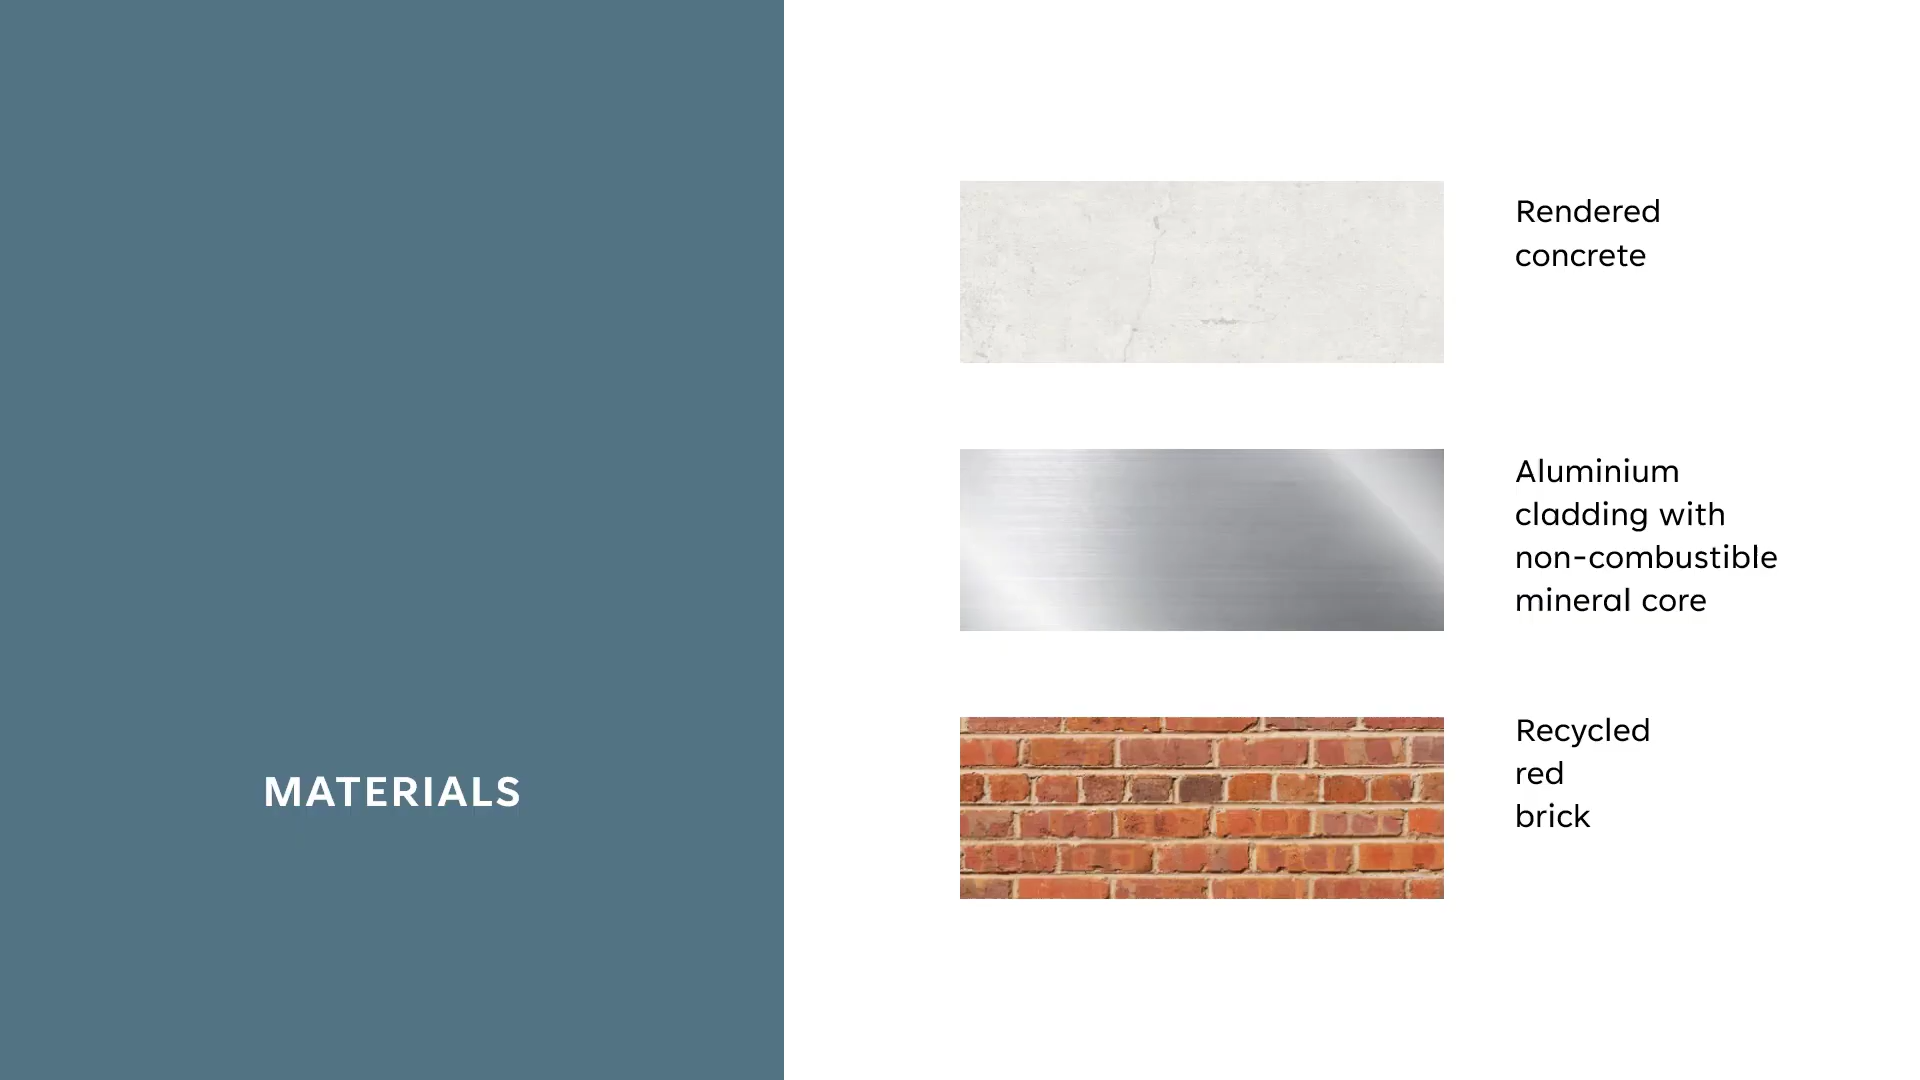 MATERIALS
Rendered
concrete
Aluminium
cladding with
non-combustible
mineral core
Recycled
red
brick